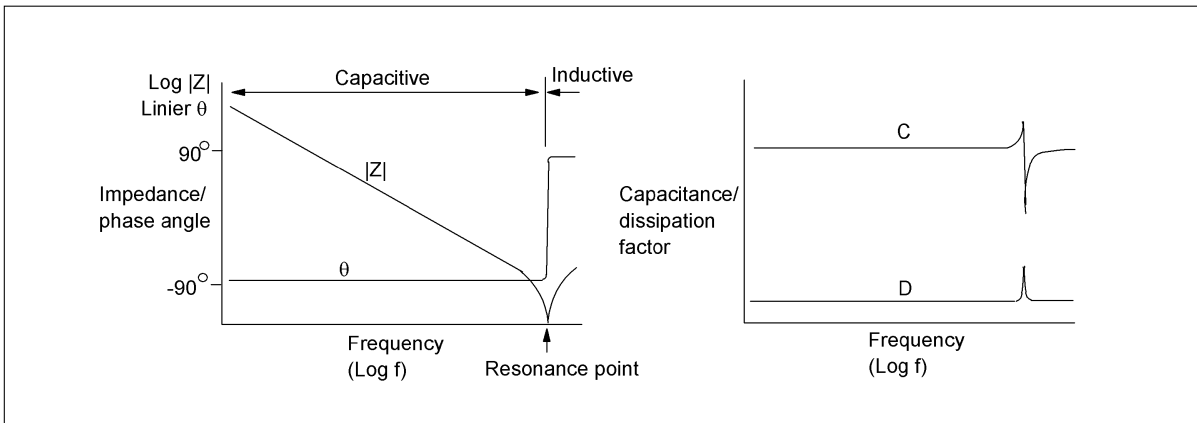 Log |Z|
Linier θ
Capacitive
Inductive
90°
|Z|
Impedance/
phase angle
θ
-90°
Frequency
(Log f)
Resonance point
C
Capacitance/
dissipation
factor
D
Frequency
(Log f)